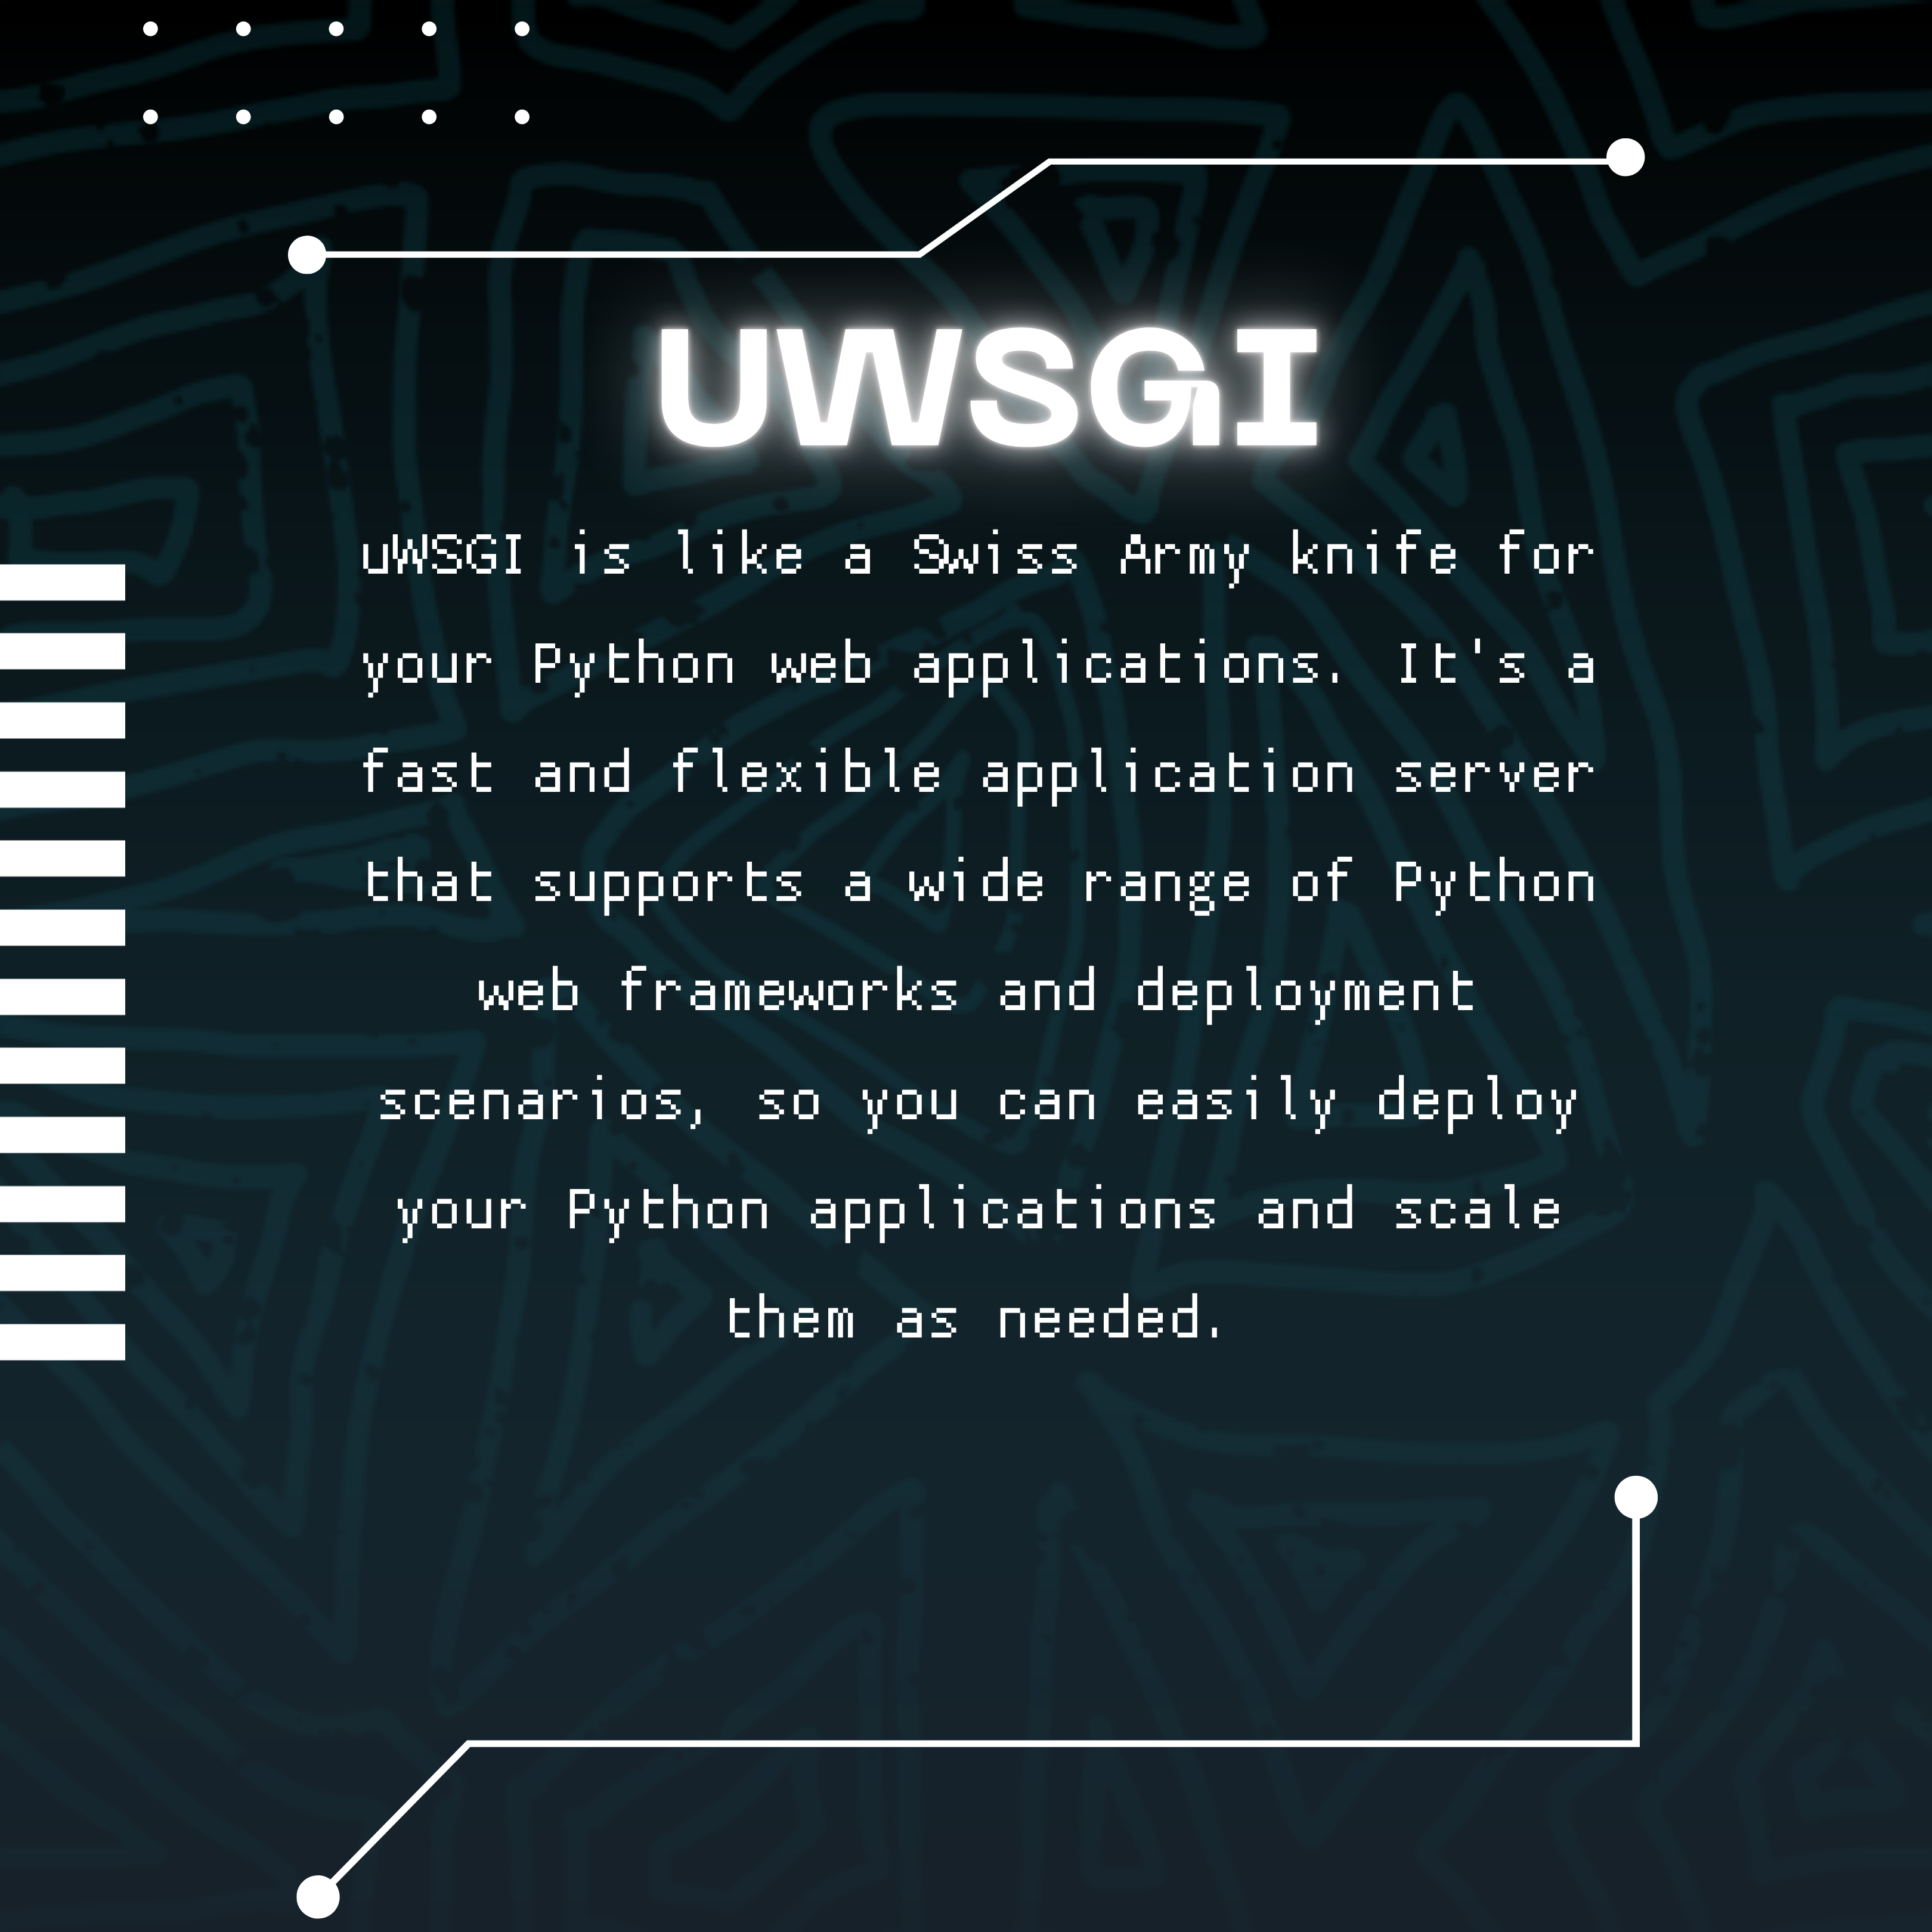 UWSGI
uWSGI is like a Swiss Army knife for
your Python web applications. It's a
fast and flexible application server
that supports a wide range of Python
web frameworks and deployment
scenarios, so you can easily deploy
your Python applications and scale
them as needed.